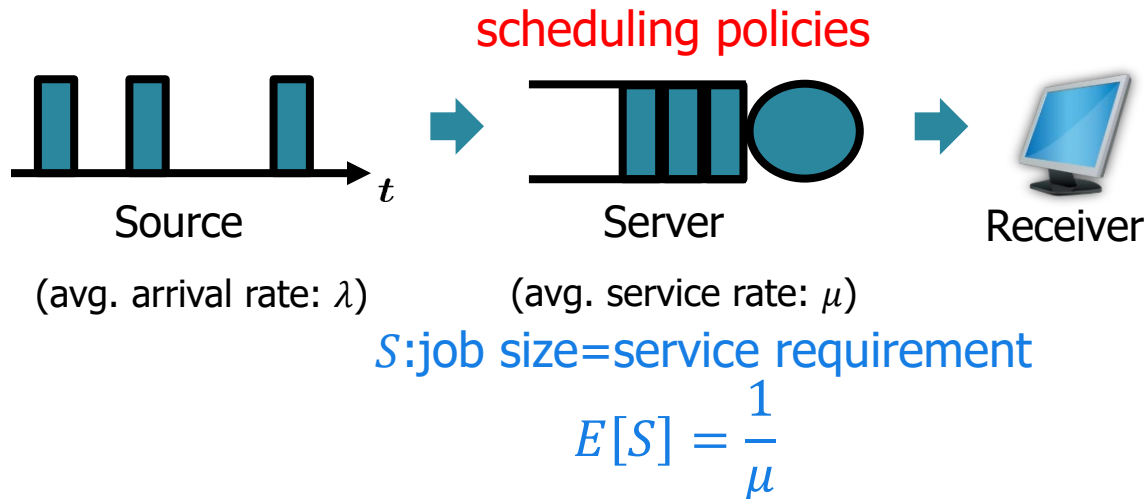 scheduling policies
t
Source
Server
Receiver
(avg. arrival rate: λ)
(avg. service rate: μ)
S:job size=service requirement
E[S] = 1/μ